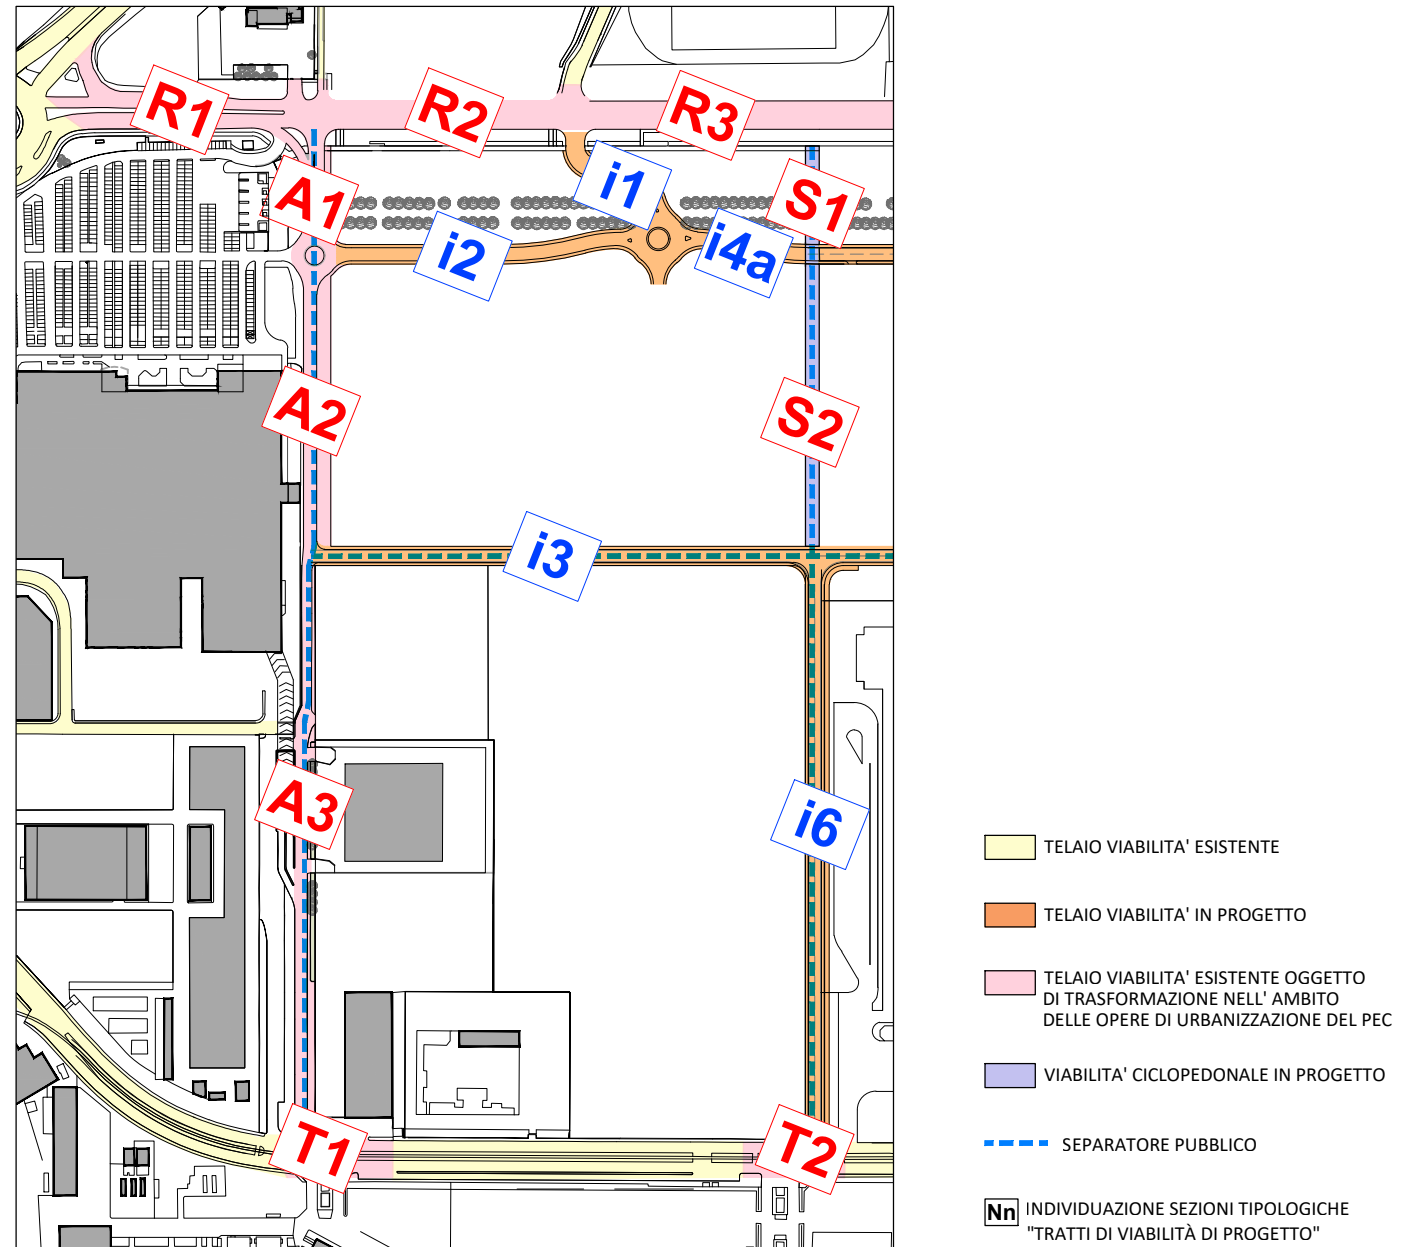 R1
R2
R3
A1
i1
S1
i2
i4a
A2
S2
i3
A3
i6
T1
T2
TELAIO VIABILITA' ESISTENTE
TELAIO VIABILITA' IN PROGETTO
TELAIO VIABILITA' ESISTENTE OGGETTO
DI TRASFORMAZIONE NELL' AMBITO
DELLE OPERE DI URBANIZZAZIONE DEL PEC
VIABILITA' CICLOPEDONALE IN PROGETTO
SEPARATORE PUBBLICO
Nn INDIVIDUAZIONE SEZIONI TIPOLOGICHE
"TRATTI DI VIABILITÀ DI PROGETTO"